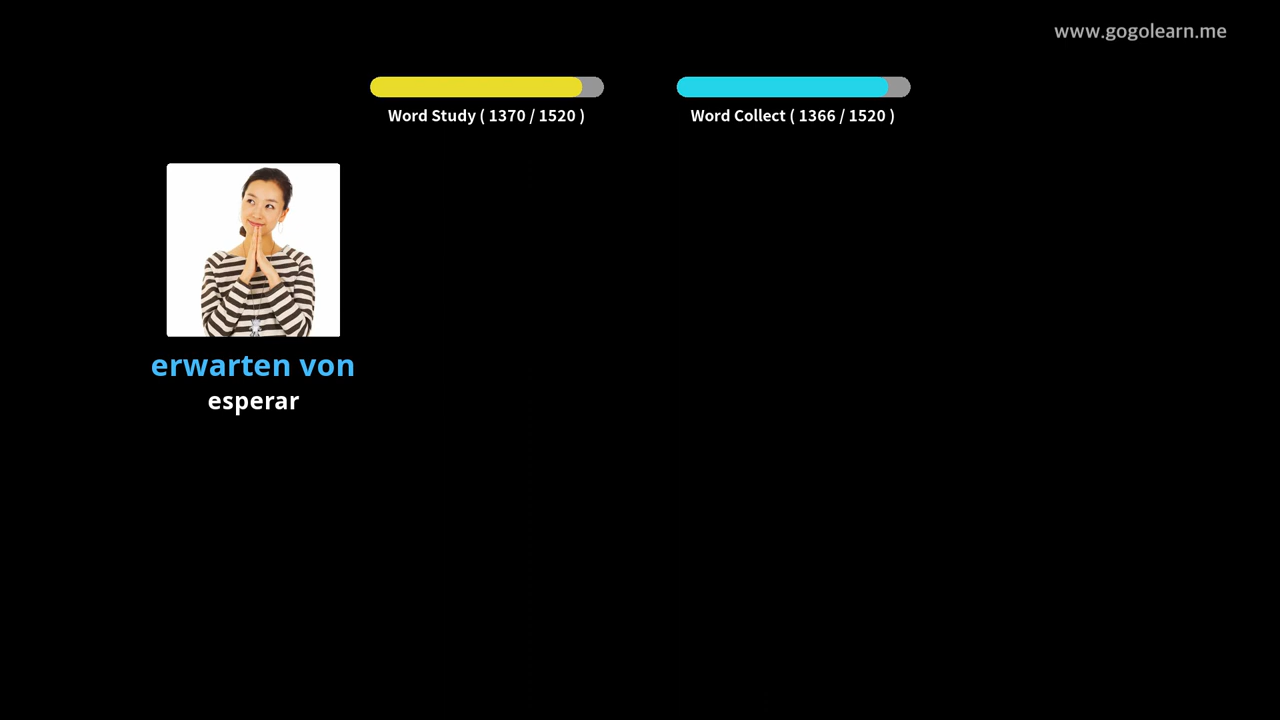 www.gogolearn.me
Word Study ( 1370 / 1520 )
Word Collect ( 1366 / 1520 )
erwarten von
esperar